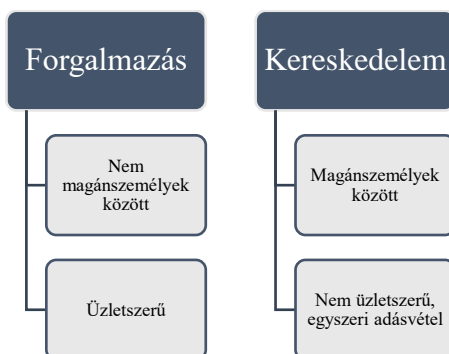 Forgalmazás
Nem
magánszemélyek
között
Üzletszerű
Kereskedelem
Magánszemélyek
között
Nem üzletszerű,
egyszeri adásvétel